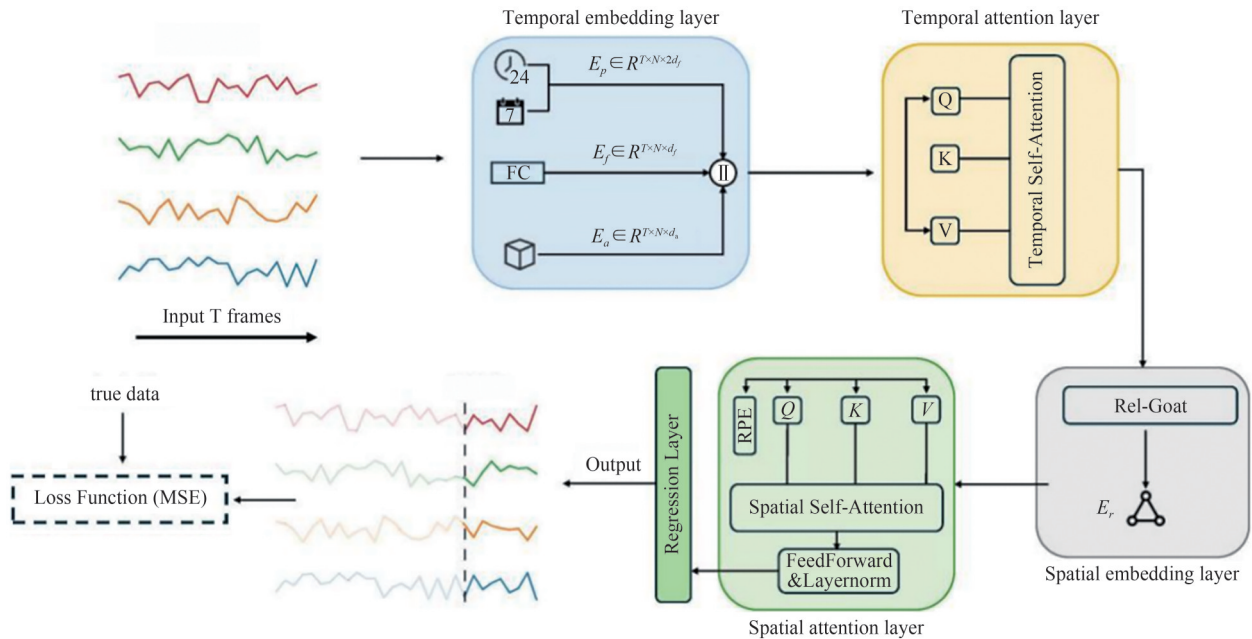 Temporal embedding layer
Temporal attention layer
24
7
E_p ∈ R^{T×N×2d_f}
FC
E_f ∈ R^{T×N×d_f}
II
E_a ∈ R^{T×N×d_a}
Q
K
V
Temporal Self-Attention
Input T frames
true data
Loss Function (MSE)
Output
Regression Layer
RPE
Q
K
V
Spatial Self-Attention
FeedForward
&Layernorm
Spatial attention layer
Rel-Goat
E_r
Spatial embedding layer